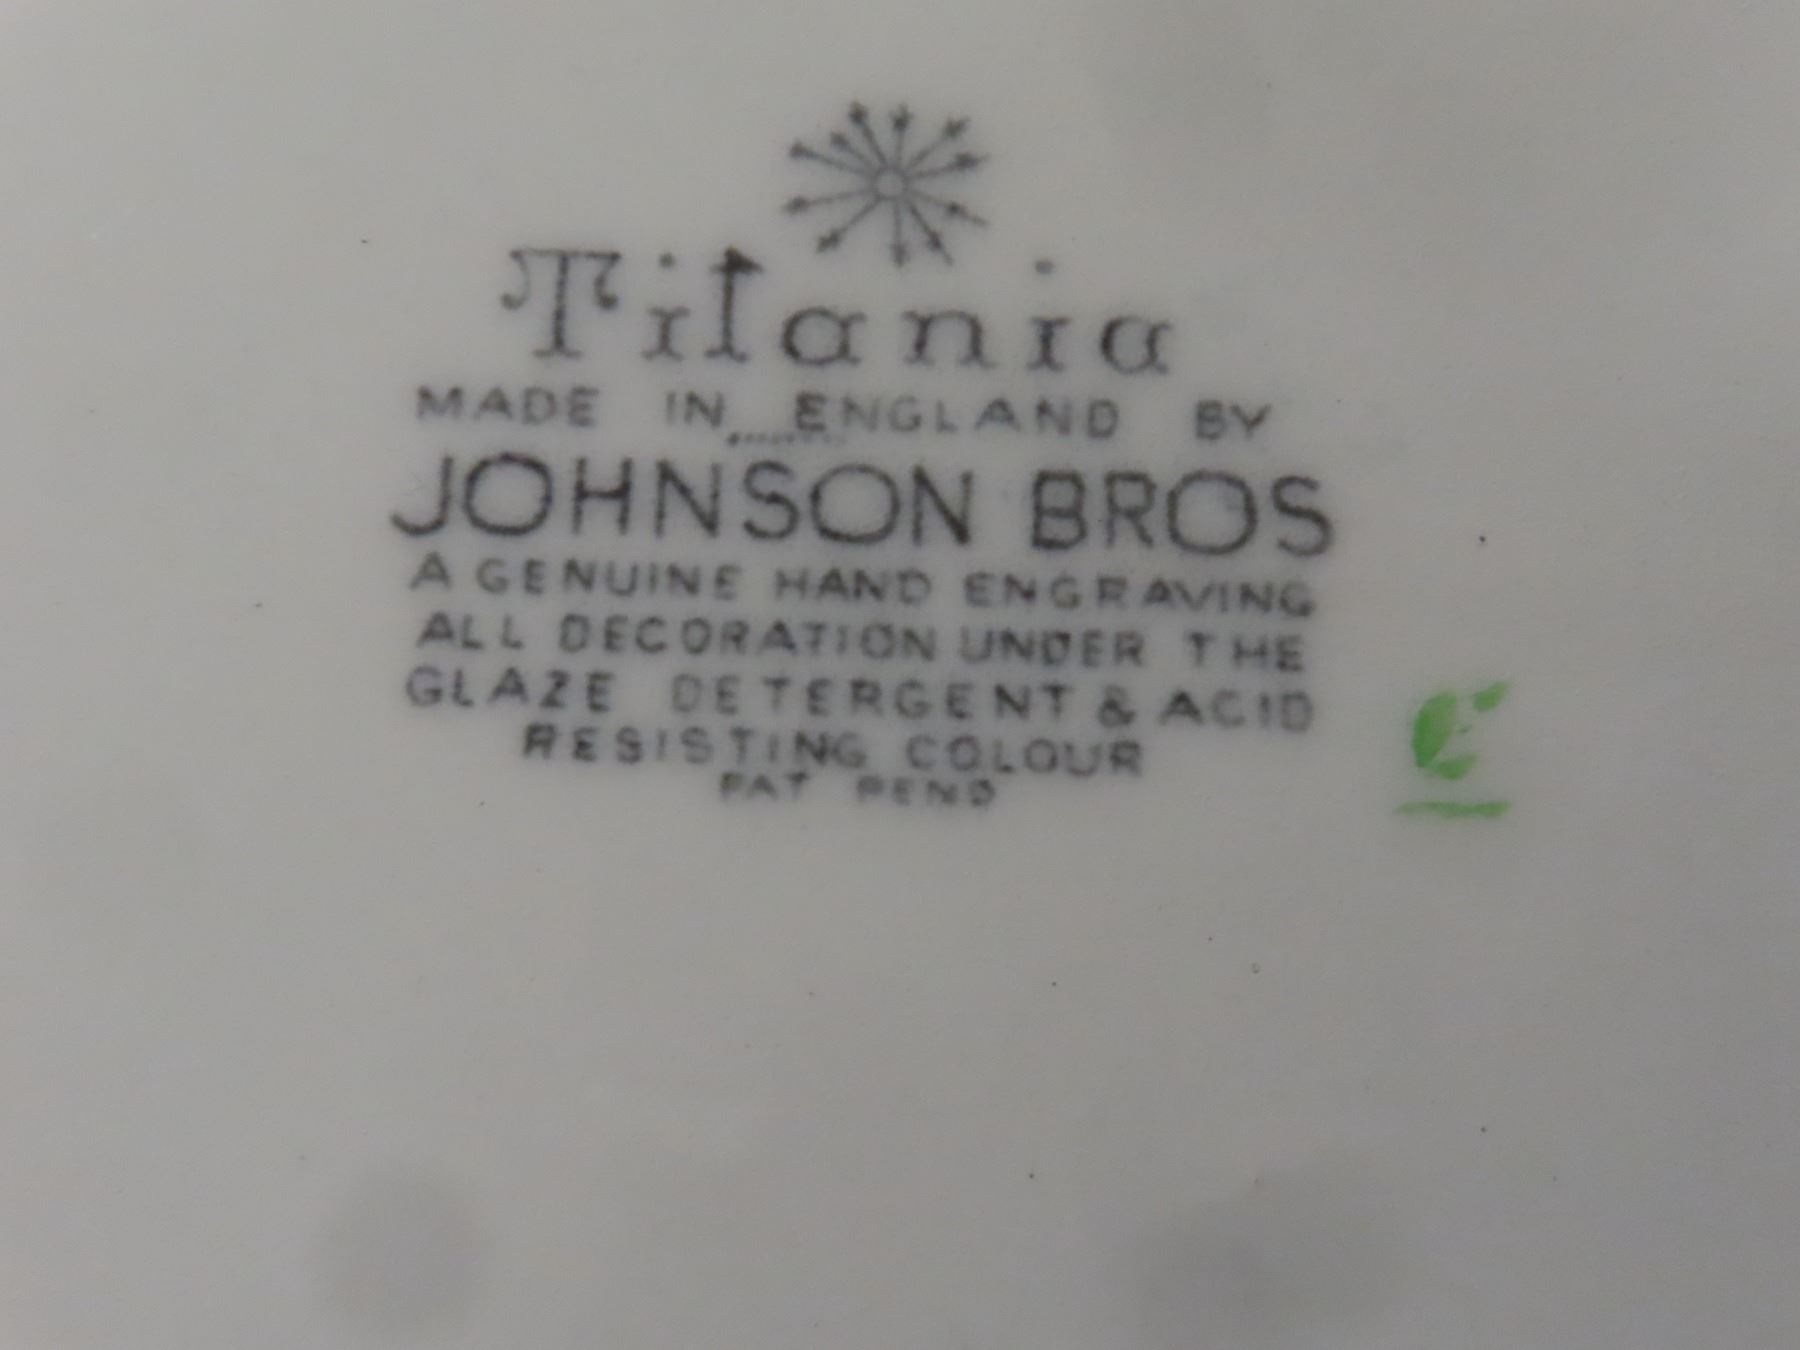 Titania
MADE IN ENGLAND BY
JOHNSON BROS
A GENUINE HAND ENGRAVING
ALL DECORATION UNDER THE
GLAZE DETERGENT & ACID
RESISTING COLOUR
PAT PEND